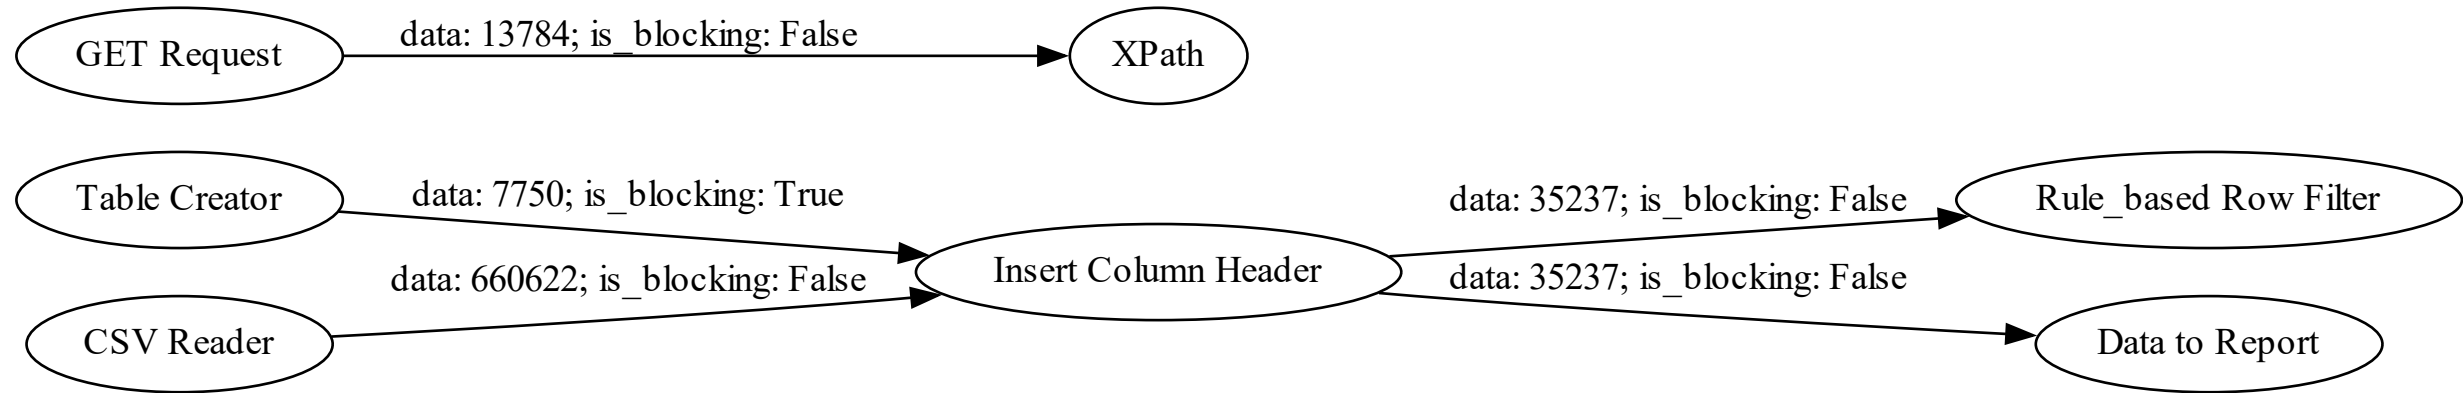 GET Request
data: 13784; is_blocking: False
XPath
Table Creator
data: 7750; is_blocking: True
CSV Reader
data: 660622; is_blocking: False
Insert Column Header
data: 35237; is_blocking: False
Rule_based Row Filter
data: 35237; is_blocking: False
Data to Report